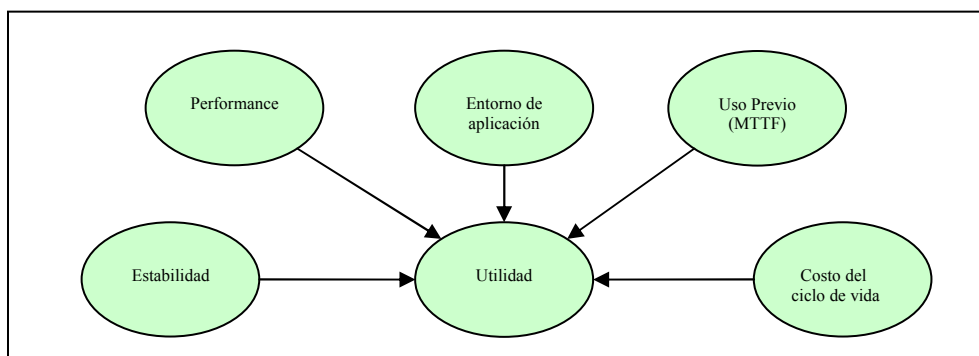 Performance
Entorno de
aplicación
Uso Previo
(MTTF)
Estabilidad
Utilidad
Costo del
ciclo de vida